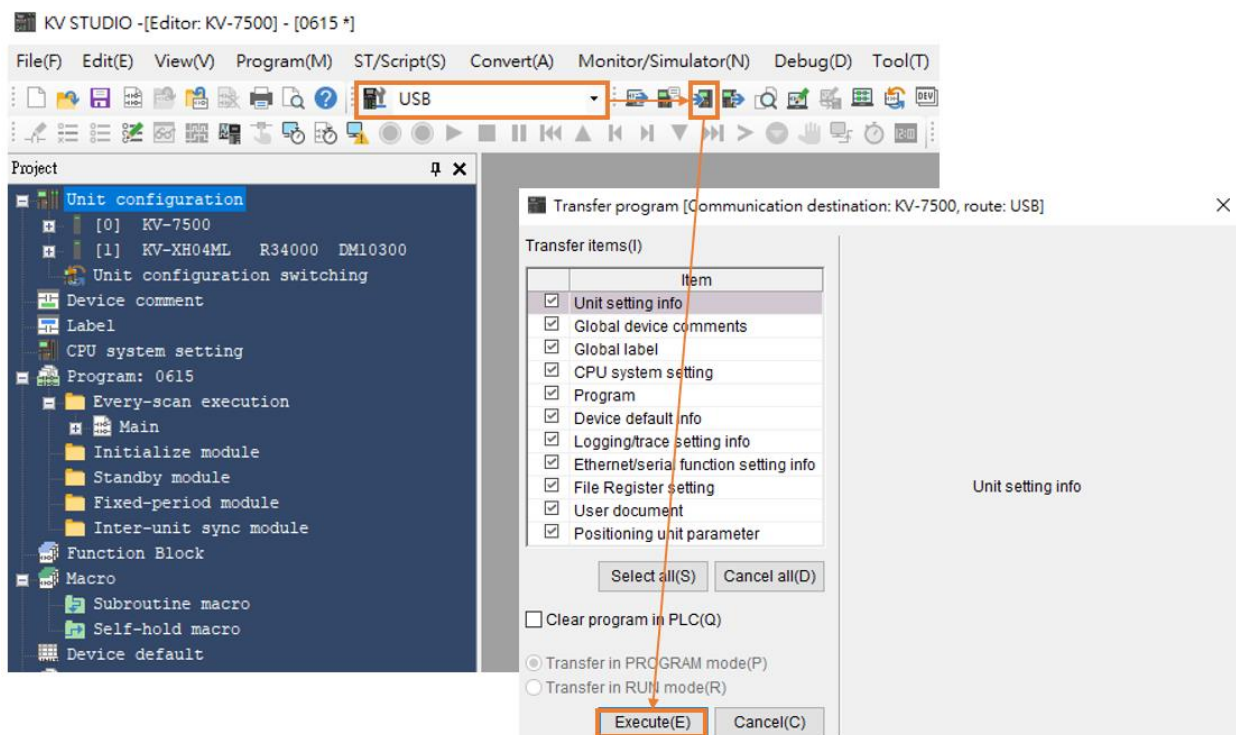 KV STUDIO -[Editor: KV-7500] - [0615 *]
File(F) Edit(E) View(V) Program(M) ST/Script(S) Convert(A) Monitor/Simulator(N) Debug(D) Tool(T)
USB
DEV
Project
Unit configuration
[0] KV-7500
[1] KV-XH04ML R34000 DM10300
Unit configuration switching
Device comment
Label
CPU system setting
Program: 0615
Every-scan execution
Main
Initialize module
Standby module
Fixed-period module
Inter-unit sync module
Function Block
Macro
Subroutine macro
Self-hold macro
Device default
Transfer program [Communication destination: KV-7500, route: USB]
Transfer items(I)
Item
Unit setting info
Global device comments
Global label
CPU system setting
Program
Device default info
Logging/trace setting info
Ethernet/serial function setting info
File Register setting
User document
Positioning unit parameter
Select all(S) Cancel all(D)
Clear program in PLC(Q)
Transfer in PROGRAM mode(P)
Transfer in RUN mode(R)
Execute(E) Cancel(C)
Unit setting info